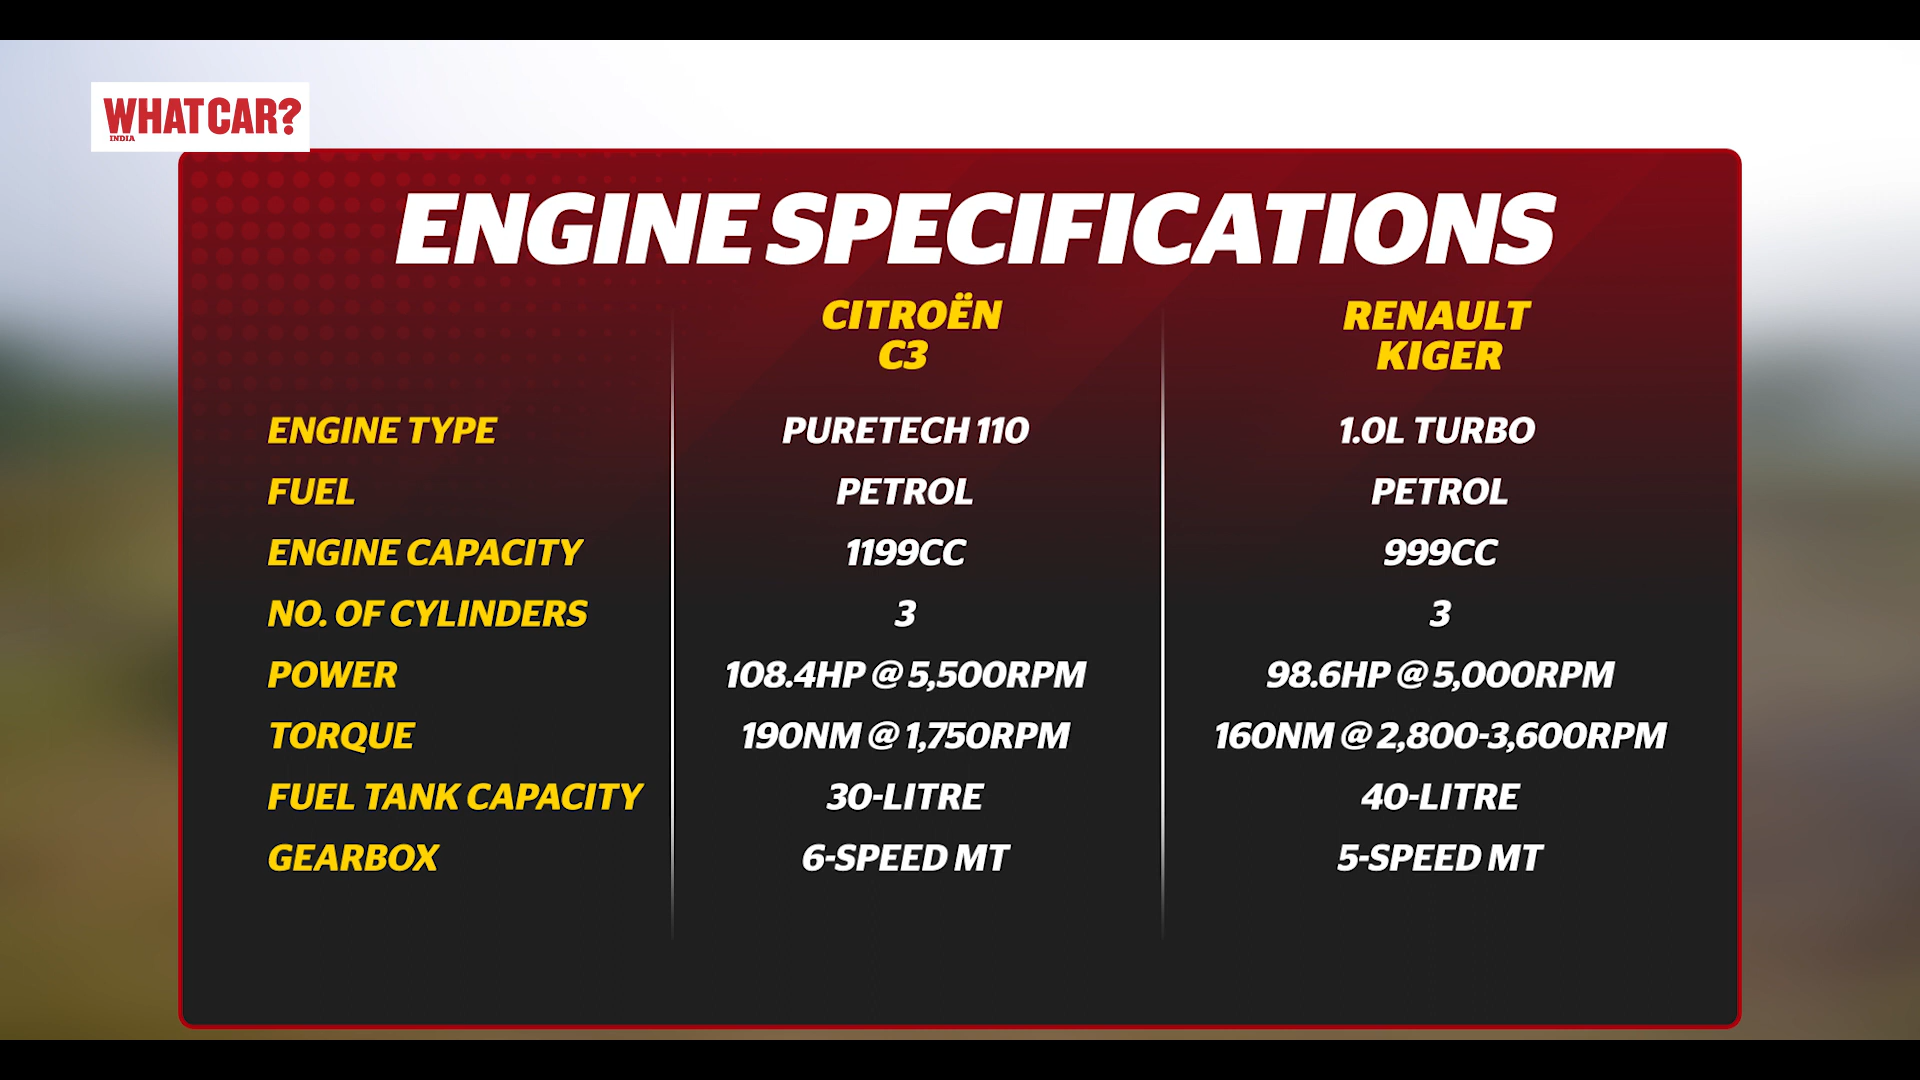 WHAT CAR?
INDIA
ENGINE SPECIFICATIONS
CITROËN C3
RENAULT KIGER
ENGINE TYPE PURETECH 110 1.0L TURBO
FUEL PETROL PETROL
ENGINE CAPACITY 1199CC 999CC
NO. OF CYLINDERS 3 3
POWER 108.4HP @ 5,500RPM 98.6HP @ 5,000RPM
TORQUE 190NM @ 1,750RPM 160NM @ 2,800-3,600RPM
FUEL TANK CAPACITY 30-LITRE 40-LITRE
GEARBOX 6-SPEED MT 5-SPEED MT